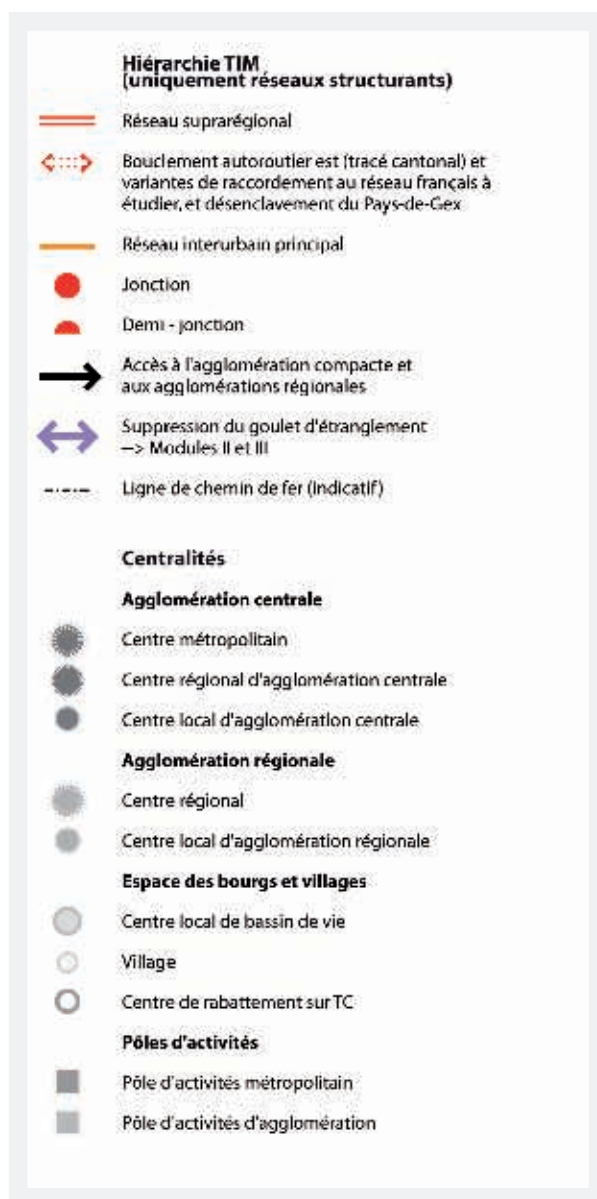 Hiérarchie TIM
(uniquement réseaux structurants)
Réseau suprarégional
Bouclement autoroutier est (tracé cantonal) et
variantes de raccordement au réseau français à
étudier, et désenclavement du Pays-de-Gex
Réseau interurbain principal
Jonction
Demi - jonction
Accès à l'agglomération compacte et
aux agglomérations régionales
Suppression du goulet d'étranglement
--> Modules II et III
Ligne de chemin de fer (indicatif)
Centralités
Agglomération centrale
Centre métropolitain
Centre régional d'agglomération centrale
Centre local d'agglomération centrale
Agglomération régionale
Centre régional
Centre local d'agglomération régionale
Espace des bourgs et villages
Centre local de bassin de vie
Village
Centre de rabattement sur TC
Pôles d'activités
Pôle d'activités métropolitain
Pôle d'activités d'agglomération